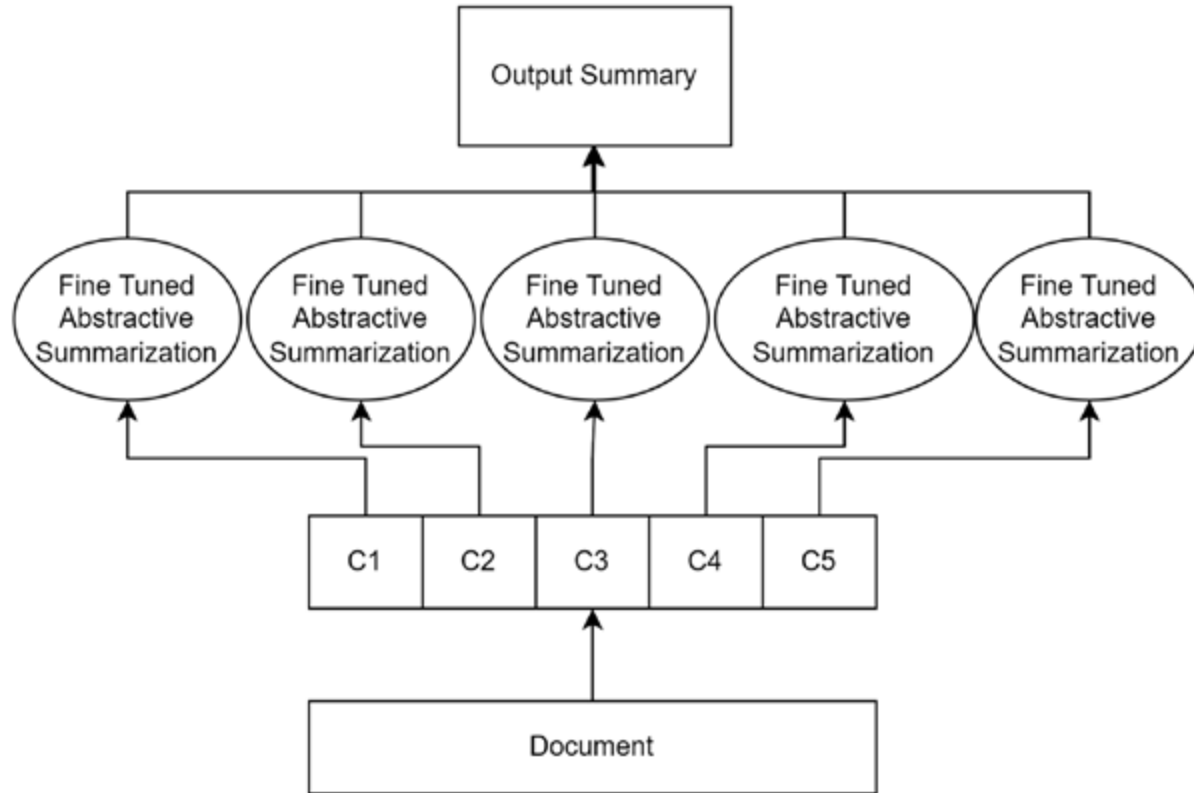 Output Summary
Fine Tuned
Abstractive
Summarization
Fine Tuned
Abstractive
Summarization
Fine Tuned
Abstractive
Summarization
Fine Tuned
Abstractive
Summarization
Fine Tuned
Abstractive
Summarization
C1
C2
C3
C4
C5
Document